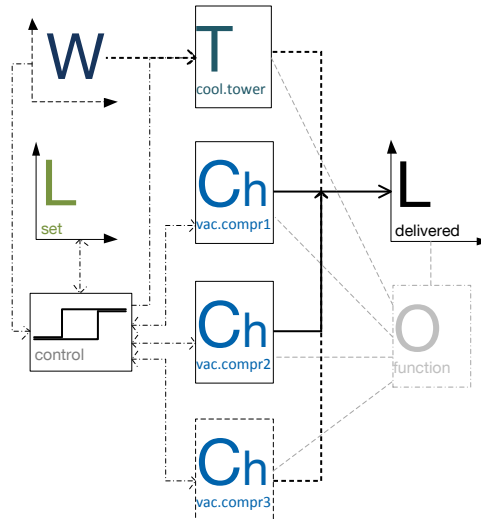 W
T
cool.tower
L
set
Ch
vac.compr1
L
delivered
control
Ch
vac.compr2
O
function
Ch
vac.compr3